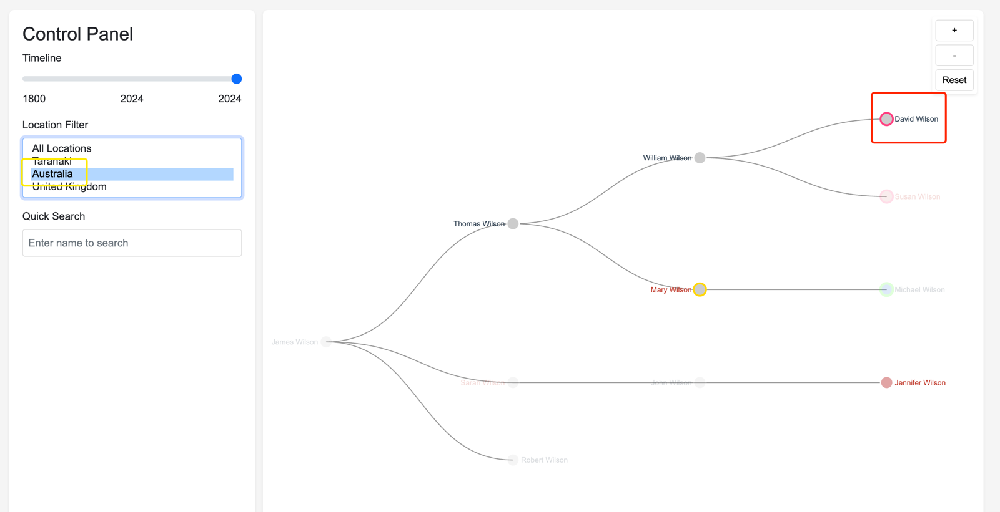 Control Panel
Timeline
1800 2024 2024
Location Filter
All Locations
Taranaki
Australia
United Kingdom
Quick Search
Enter name to search
+
-
Reset
David Wilson
William Wilson
Susan Wilson
Thomas Wilson
Mary Wilson
Michael Wilson
James Wilson
Sarah Wilson
John Wilson
Jennifer Wilson
Robert Wilson